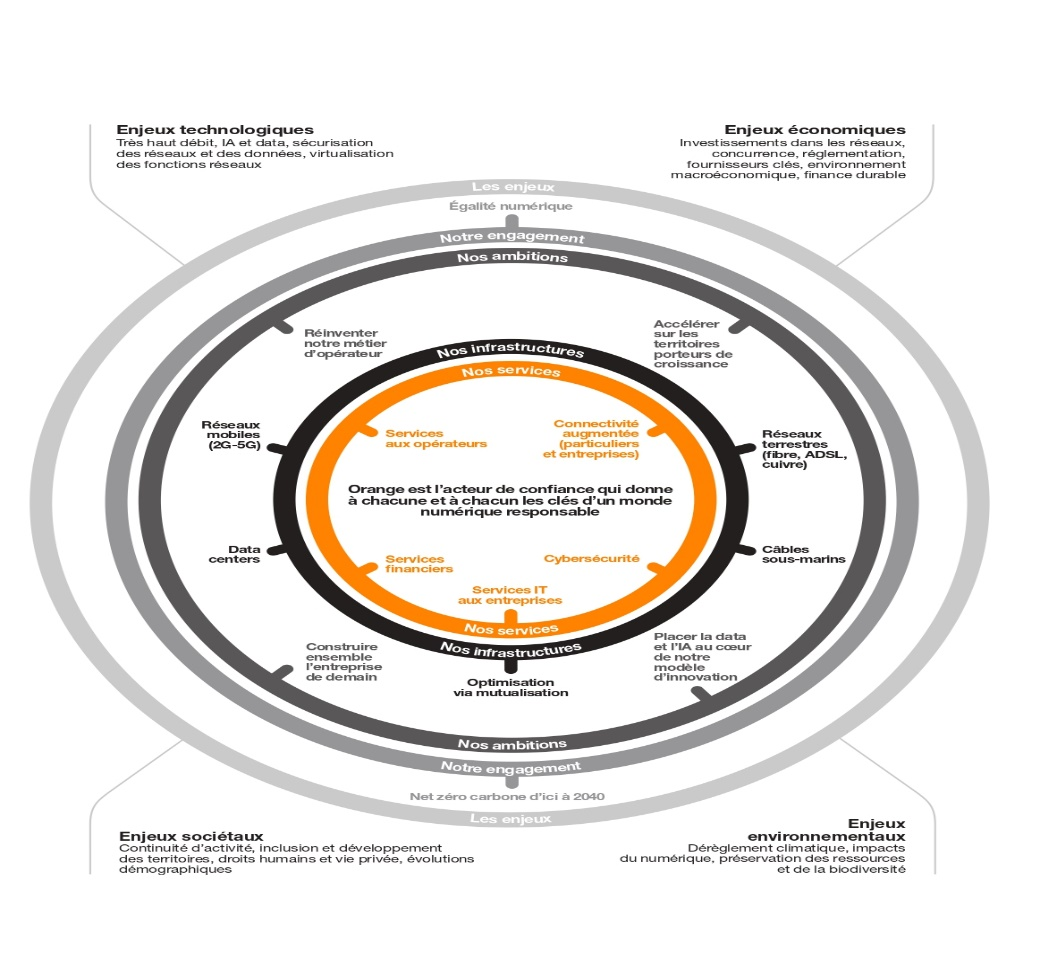 Enjeux technologiques
Très haut débit, IA et data, sécurisation
des réseaux et des données, virtualisation
des fonctions réseaux
Enjeux économiques
Investissements dans les réseaux,
concurrence, réglementation,
fournisseurs clés, environnement
macroéconomique, finance durable
Les enjeux
Égalité numérique
Notre engagement
Nos ambitions
Réinventer
notre métier
d'opérateur
Accélérer
sur les
territoires
porteurs de
croissance
Nos infrastructures
Nos services
Réseaux
mobiles
(2G-5G)
Services
aux opérateurs
Connectivité
augmentée
(particuliers
et entreprises)
Réseaux
terrestres
(fibre, ADSL,
cuivre)
Orange est l'acteur de confiance qui donne
à chacune et à chacun les clés d'un monde
numérique responsable
Data
centers
Services
financiers
Cybersécurité
Câbles
sous-marins
Services IT
aux entreprises
Nos services
Nos infrastructures
Construire
ensemble
l'entreprise
de demain
Placer la data
et l'IA au cœur
de notre
modèle
d'innovation
Optimisation
via mutualisation
Nos ambitions
Notre engagement
Net zéro carbone d'ici à 2040
Les enjeux
Enjeux sociétaux
Continuité d'activité, inclusion et développement
des territoires, droits humains et vie privée, évolutions
démographiques
Enjeux
environnementaux
Dérèglement climatique, impacts
du numérique, préservation des ressources
et de la biodiversité